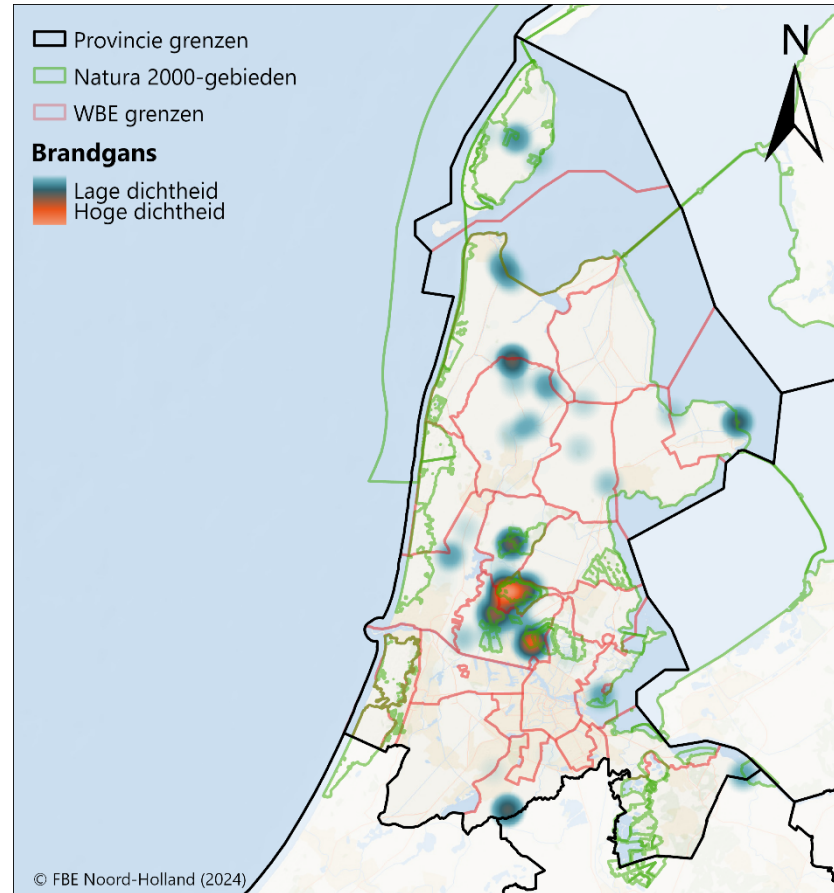 Provincie grenzen
Natura 2000-gebieden
WBE grenzen
Brandgans
Lage dichtheid
Hoge dichtheid
N
© FBE Noord-Holland (2024)